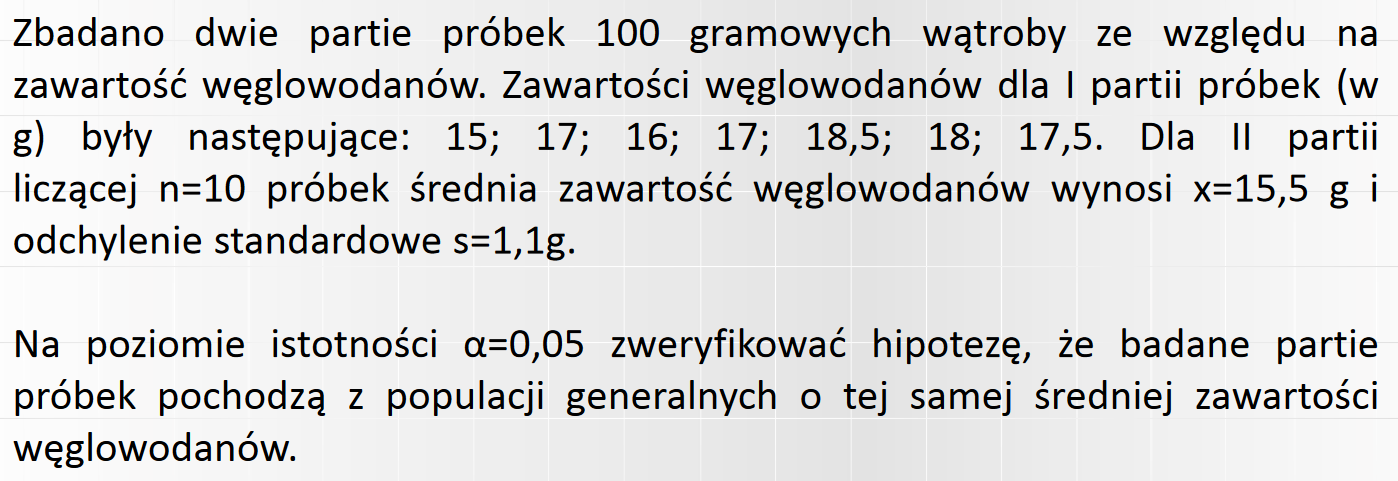 Zbadano dwie partie próbek 100 gramowych wątroby ze względu na
zawartość węglowodanów. Zawartości węglowodanów dla I partii próbek (w
g) były następujące: 15; 17; 16; 17; 18,5; 18; 17,5. Dla II partii
liczącej n=10 próbek średnia zawartość węglowodanów wynosi x=15,5 g i
odchylenie standardowe s=1,1g.
Na poziomie istotności α=0,05 zweryfikować hipotezę, że badane partie
próbek pochodzą z populacji generalnych o tej samej średniej zawartości
węglowodanów.